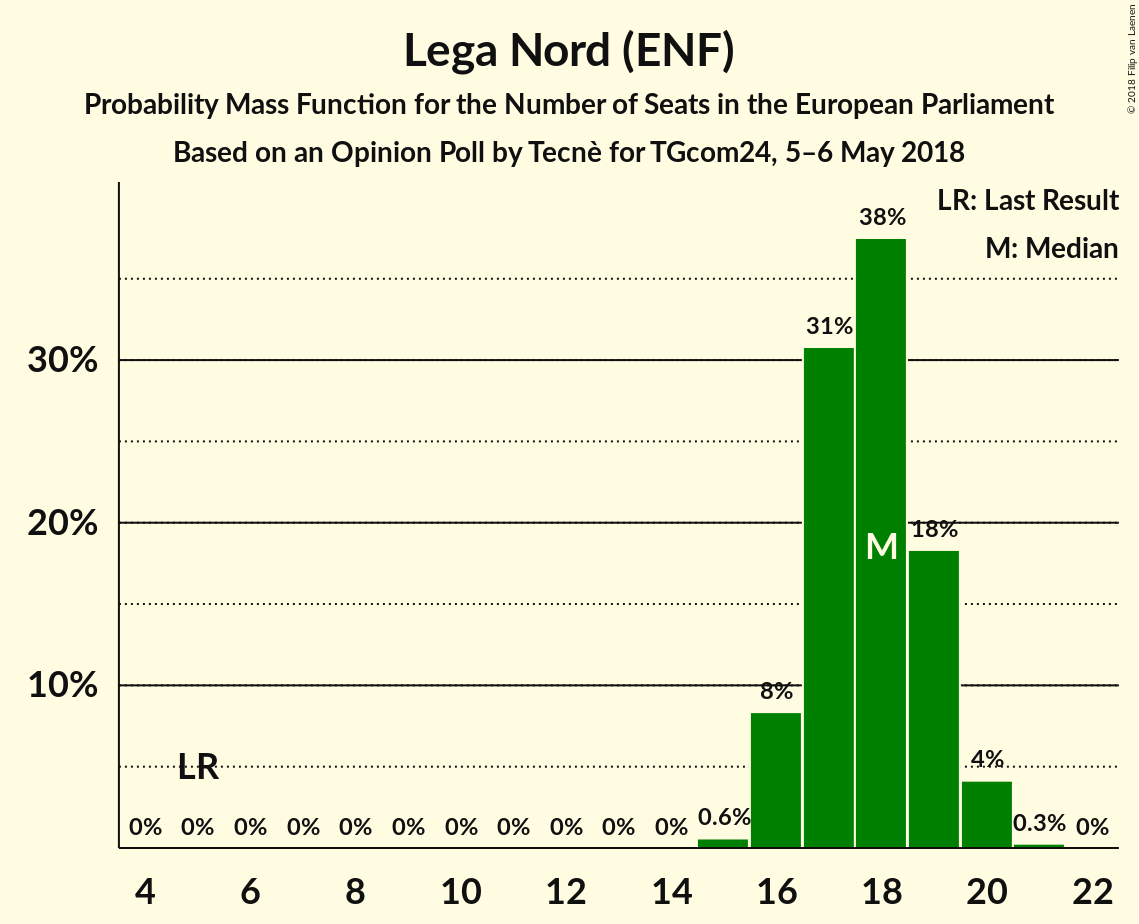 Lega Nord (ENF)
Probability Mass Function for the Number of Seats in the European Parliament
Based on an Opinion Poll by Tecnè for TGcom24, 5–6 May 2018
© 2018 Filip van Laenen
LR: Last Result
M: Median
38%
31%
30%
20%
18%
M
10%
8%
LR
4%
0% 0% 0% 0% 0% 0% 0% 0% 0% 0% 0% 0.6% 0.3% 0%
4 6 8 10 12 14 16 18 20 22